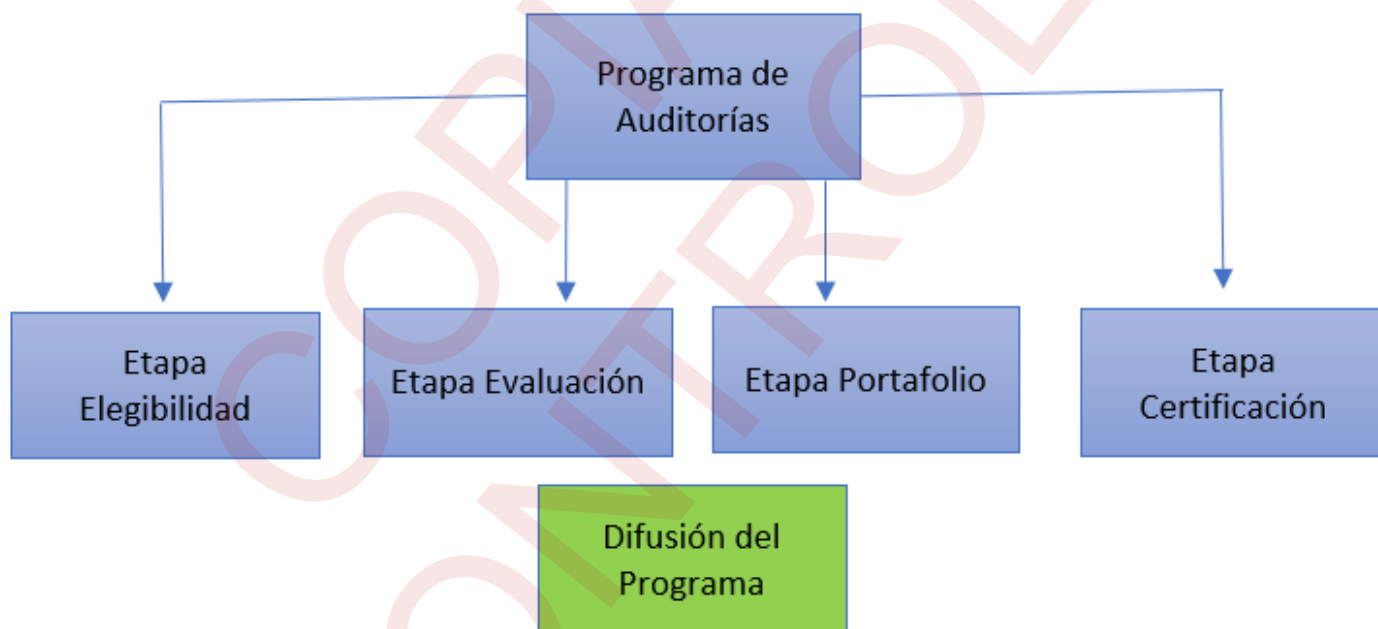 Programa de
Auditorías
Etapa
Elegibilidad
Etapa Evaluación
Etapa Portafolio
Etapa
Certificación
Difusión del
Programa